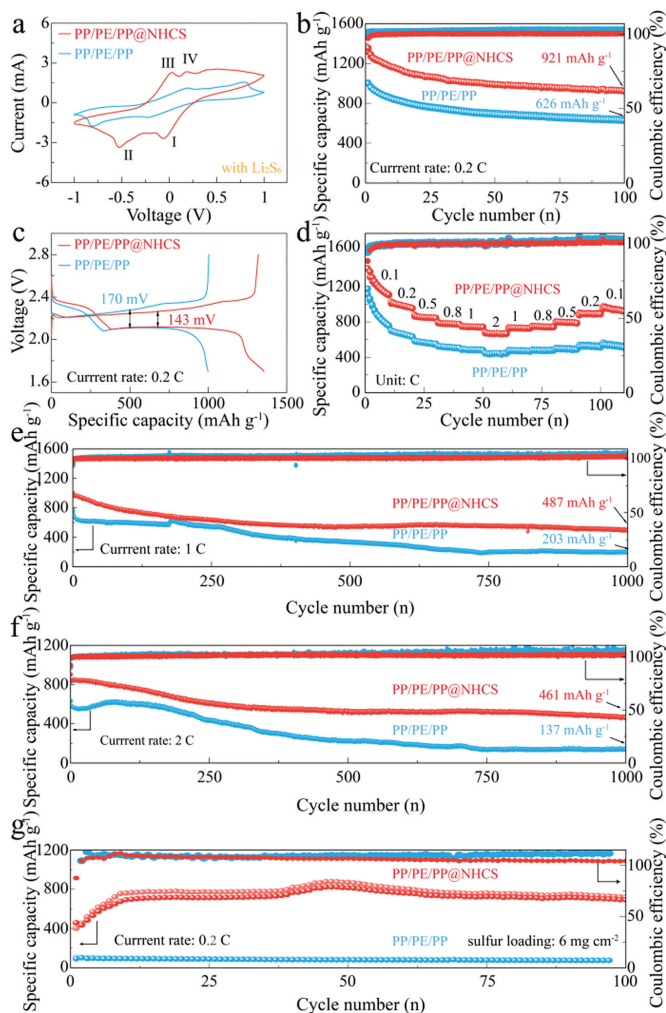 a
PP/PE/PP@NHCS
PP/PE/PP
III
IV
II
I
with Li₂S₆
Current (mA)
6
3
0
-3
-6
-1
-0.5
0
0.5
1
Voltage (V)
b
Specific capacity (mAh g⁻¹)
1600
1200
800
400
0
PP/PE/PP@NHCS
921 mAh g⁻¹
PP/PE/PP
626 mAh g⁻¹
Currrent rate: 0.2 C
100
50
0
Coulombic efficiency (%)
0
25
50
75
100
Cycle number (n)
c
PP/PE/PP@NHCS
PP/PE/PP
170 mV
143 mV
Currrent rate: 0.2 C
Voltage (V)
2.8
2.4
2.0
1.6
0
500
1000
1500
Specific capacity (mAh g⁻¹)
d
Specific capacity (mAh g⁻¹)
1600
1200
800
400
0
PP/PE/PP@NHCS
0.1
0.2
0.5
0.8
1
2
1
0.8
0.5
0.2
0.1
PP/PE/PP
Unit: C
100
50
0
Coulombic efficiency (%)
0
25
50
75
100
Cycle number (n)
e
Specific capacity (mAh g⁻¹)
1600
1200
800
400
0
PP/PE/PP@NHCS
487 mAh g⁻¹
PP/PE/PP
203 mAh g⁻¹
Currrent rate: 1 C
100
50
0
Coulombic efficiency (%)
0
250
500
750
1000
Cycle number (n)
f
Specific capacity (mAh g⁻¹)
1200
800
400
0
PP/PE/PP@NHCS
461 mAh g⁻¹
PP/PE/PP
137 mAh g⁻¹
Currrent rate: 2 C
100
50
0
Coulombic efficiency (%)
0
250
500
750
1000
Cycle number (n)
g
Specific capacity (mAh g⁻¹)
1200
800
400
0
PP/PE/PP@NHCS
Currrent rate: 0.2 C
PP/PE/PP
sulfur loading: 6 mg cm⁻²
100
50
0
Coulombic efficiency (%)
0
25
50
75
100
Cycle number (n)